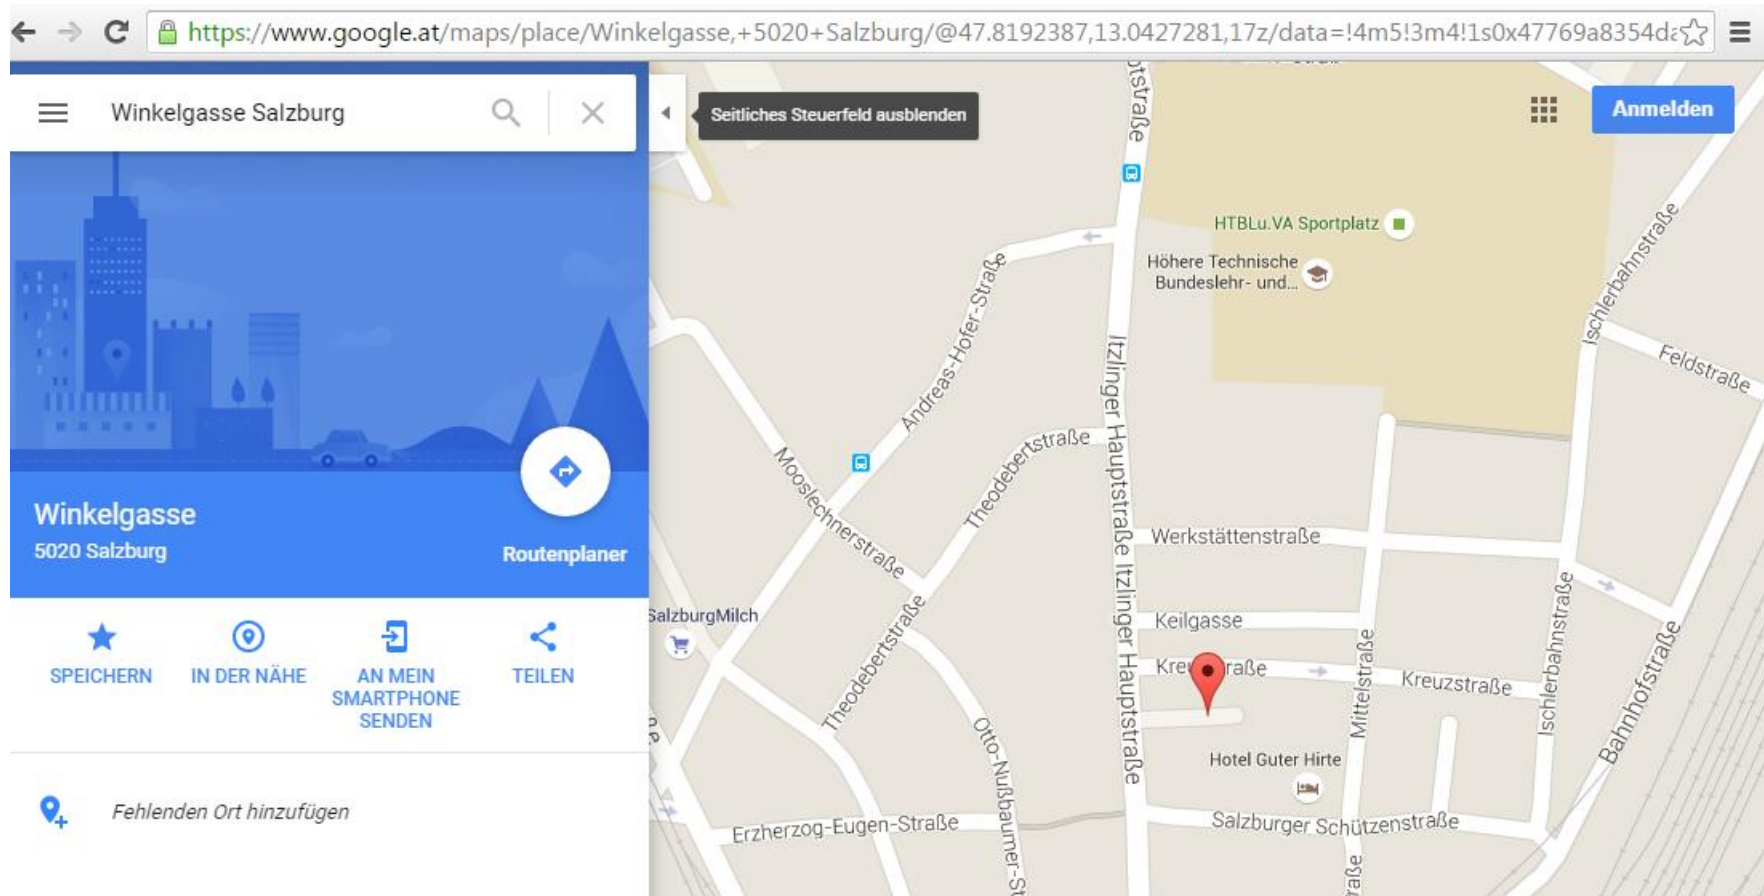 https://www.google.at/maps/place/Winkelgasse,+5020+Salzburg/@47.8192387,13.0427281,17z/data=!4m5!3m4!1s0x47769a8354d
Winkelgasse Salzburg
Seitliches Steuerfeld ausblenden
Anmelden
Winkelgasse
5020 Salzburg
Routenplaner
SPEICHERN
IN DER NÄHE
AN MEIN
SMARTPHONE
SENDEN
TEILEN
Fehlenden Ort hinzufügen
HTBLu.VA Sportplatz
Höhere Technische
Bundeslehr- und...
Ischlerbahnstraße
Feldstraße
Andreas-Hofer-Straße
Itzlinger Hauptstraße
Itzlinger Hauptstraße
Mooslechnerstraße
Theodebertstraße
Werkstättenstraße
SalzburgMilch
Theodebertstraße
Keilgasse
Mittelstraße
Kreuzstraße
Ischlerbahnstraße
Bahnhofstraße
Otto-Nußbaumer-St
Hotel Guter Hirte
Erzherzog-Eugen-Straße
Salzburger Schützenstraße